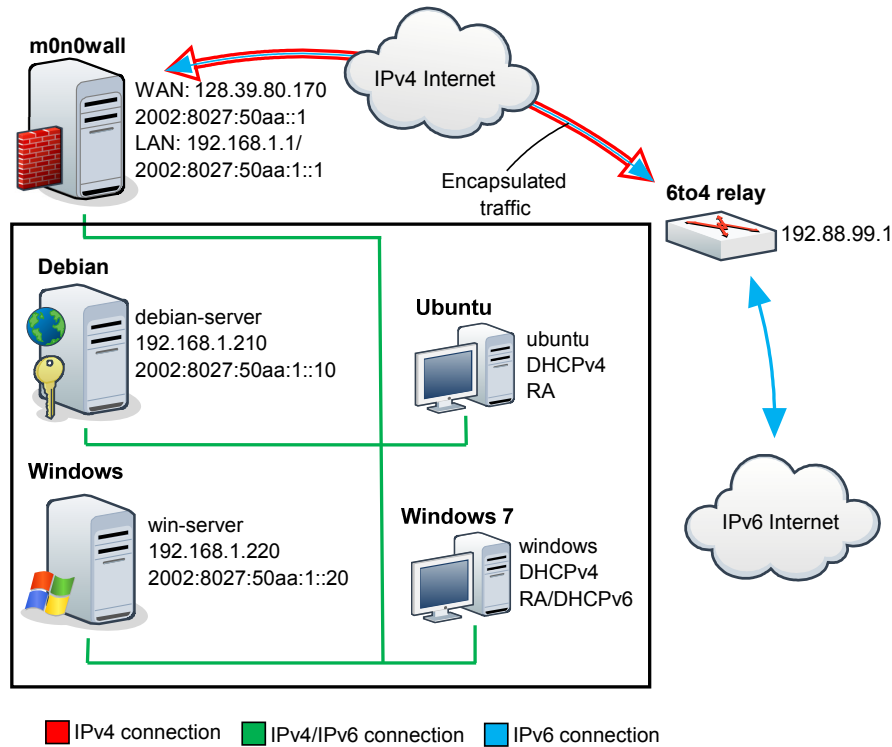 m0n0wall
WAN: 128.39.80.170
2002:8027:50aa::1
LAN: 192.168.1.1/
2002:8027:50aa:1::1
IPv4 Internet
Encapsulated
traffic
6to4 relay
192.88.99.1
Debian
debian-server
192.168.1.210
2002:8027:50aa:1::10
Ubuntu
ubuntu
DHCPv4
RA
Windows
win-server
192.168.1.220
2002:8027:50aa:1::20
Windows 7
windows
DHCPv4
RA/DHCPv6
IPv6 Internet
IPv4 connection
IPv4/IPv6 connection
IPv6 connection